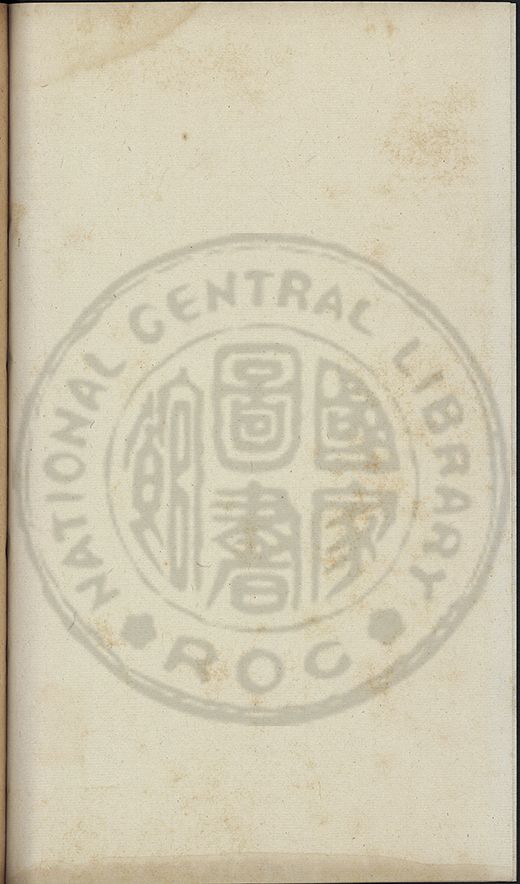 NATIONAL CENTRAL LIBRARY
國家
圖書
館
ROC